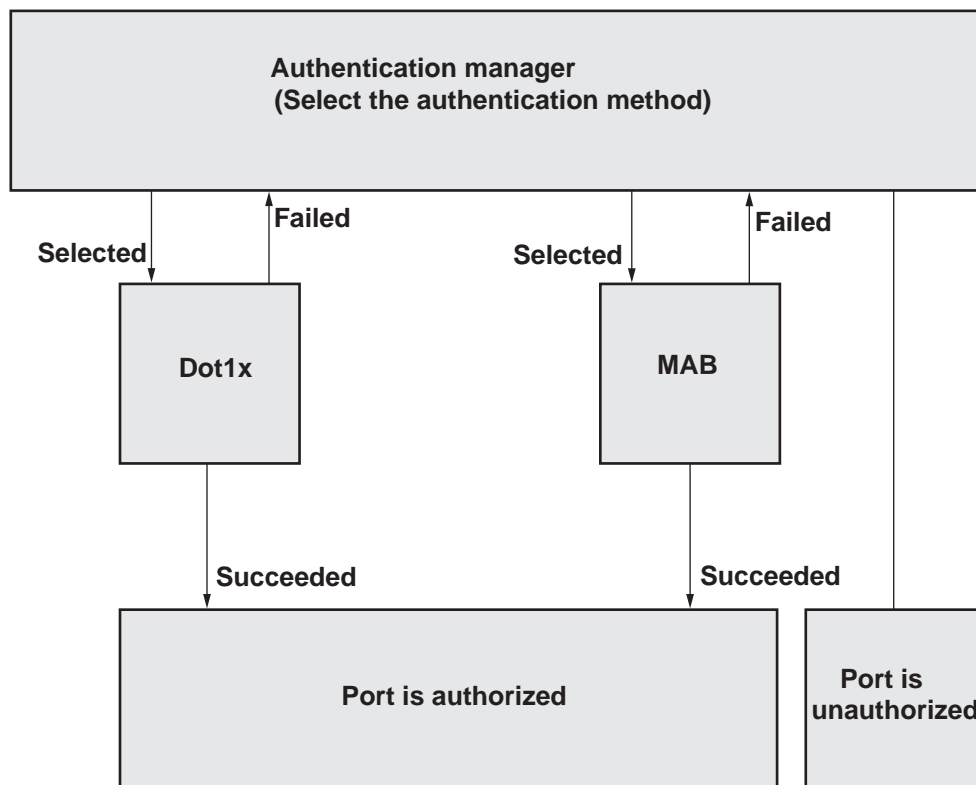 Authentication manager
(Select the authentication method)
Failed
Failed
Selected
Selected
Dot1x
MAB
Succeeded
Succeeded
Port is authorized
Port is
unauthorized